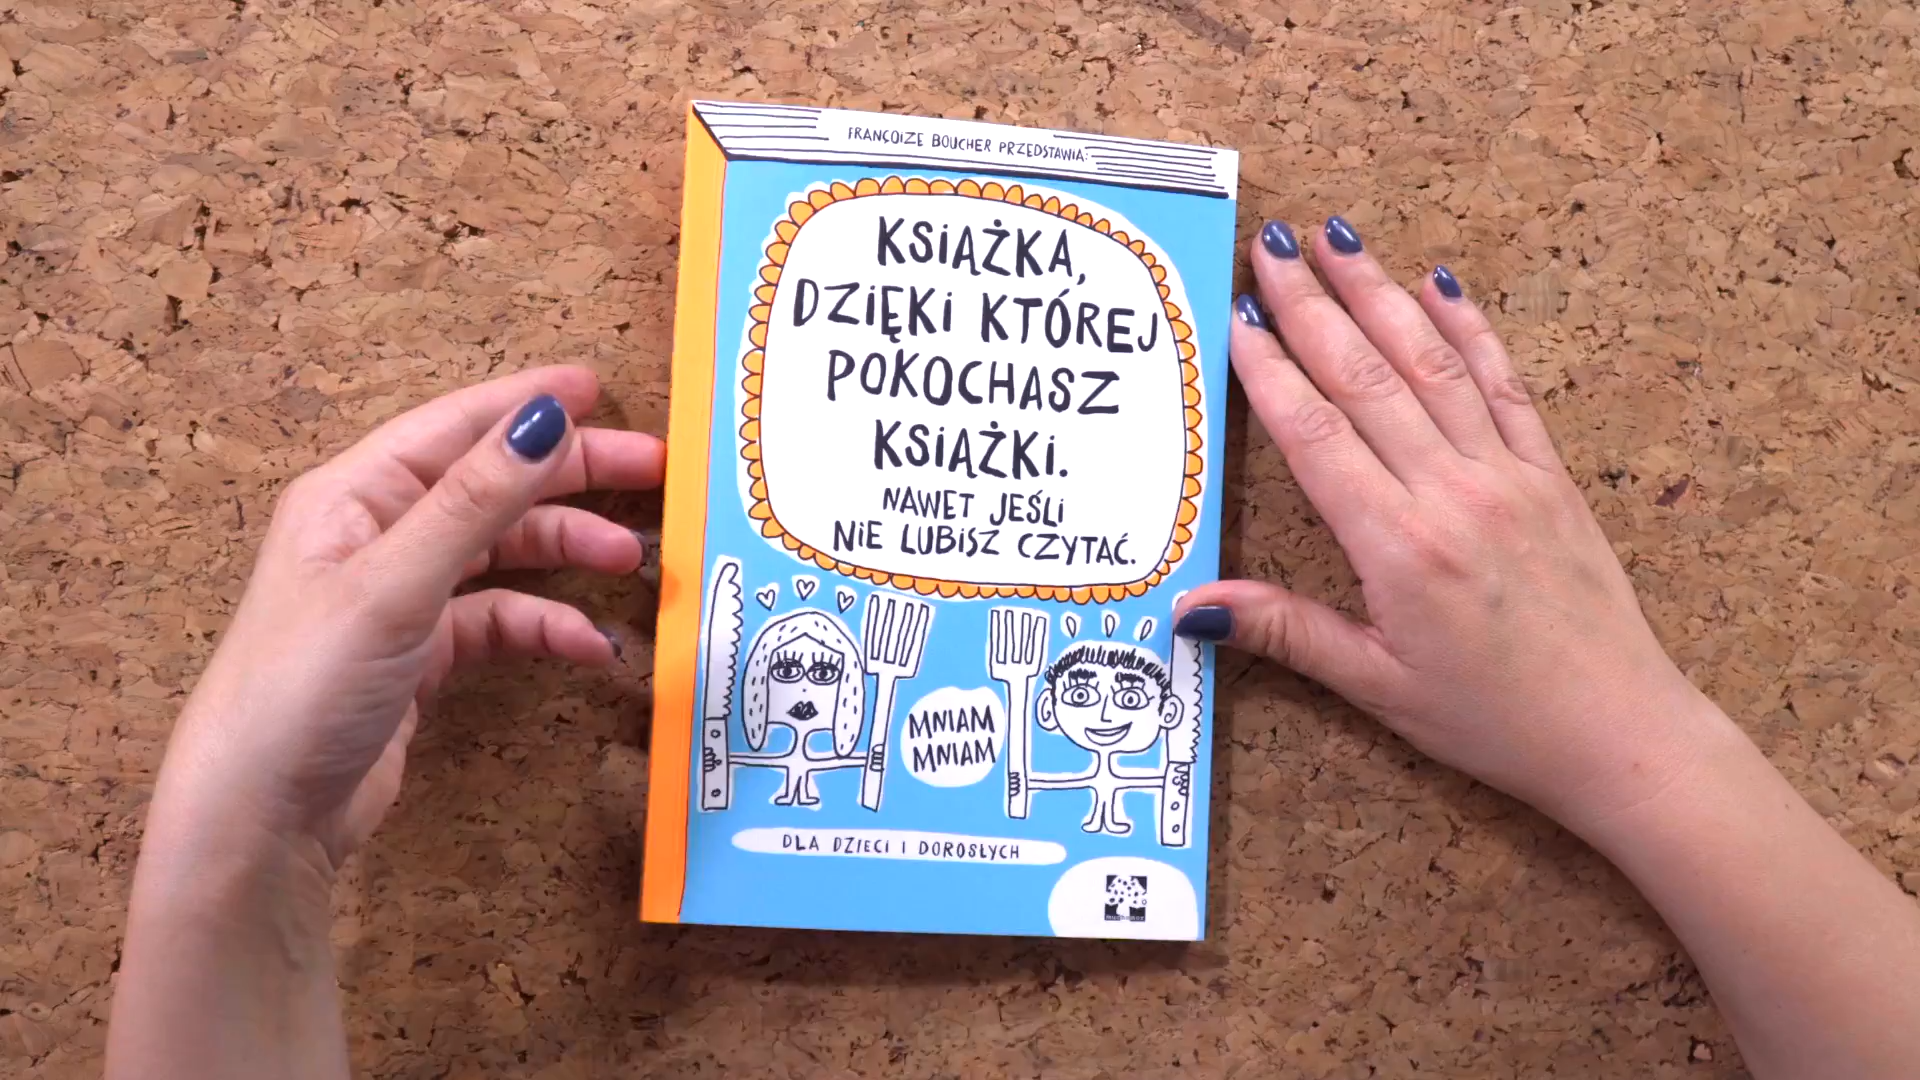 FRANÇOIZE BOUCHER PRZEDSTAWIA:
KSIĄŻKA,
DZIĘKI KTÓREJ
POKOCHASZ
KSIĄŻKI.
NAWET JEŚLI
NIE LUBISZ CZYTAĆ.
MNIAM
MNIAM
DLA DZIECI I DOROSŁYCH